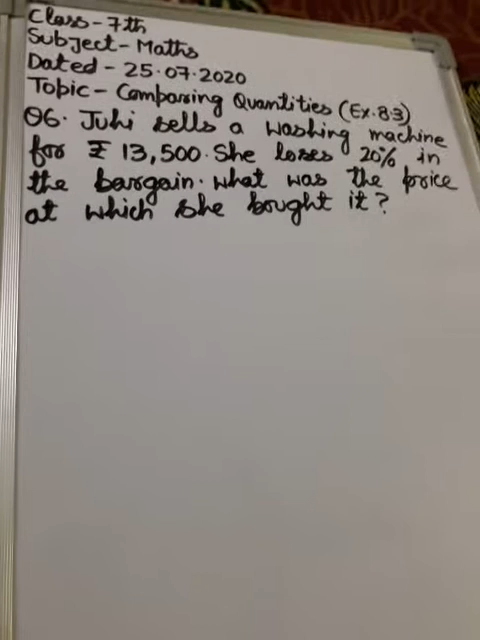 Class-7th
Subject-Maths
Dated - 25.07.2020
Topic- Comparing Quantities (Ex.8.3)
Q6. Juhi sells a washing machine
for ₹ 13,500. She loses 20% in
the bargain. what was the price
at which she bought it?